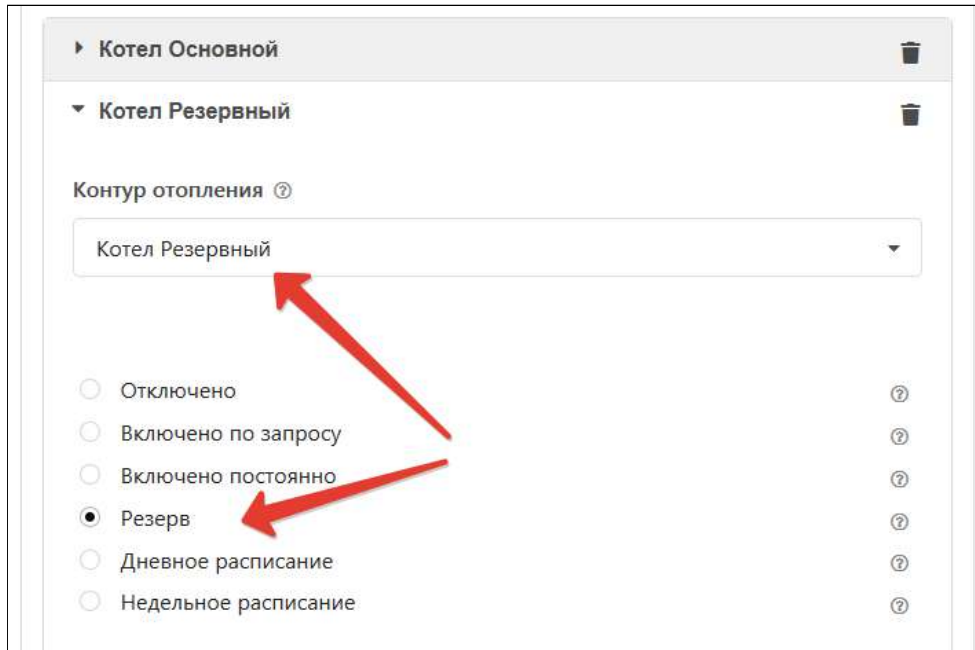 Котел Основной
Котел Резервный
Контур отопления
Котел Резервный
Отключено
Включено по запросу
Включено постоянно
Резерв
Дневное расписание
Недельное расписание